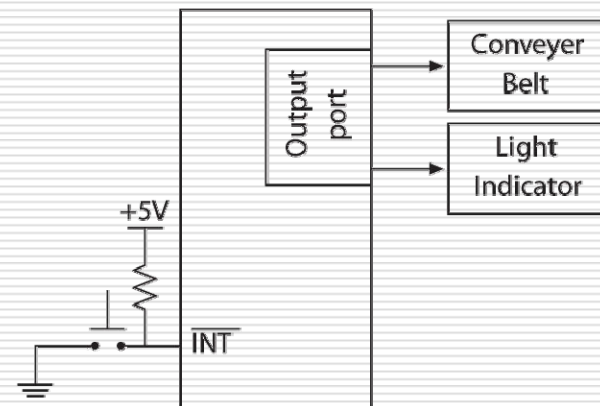 Conveyer
Belt
Output
port
Light
Indicator
+5V
INT